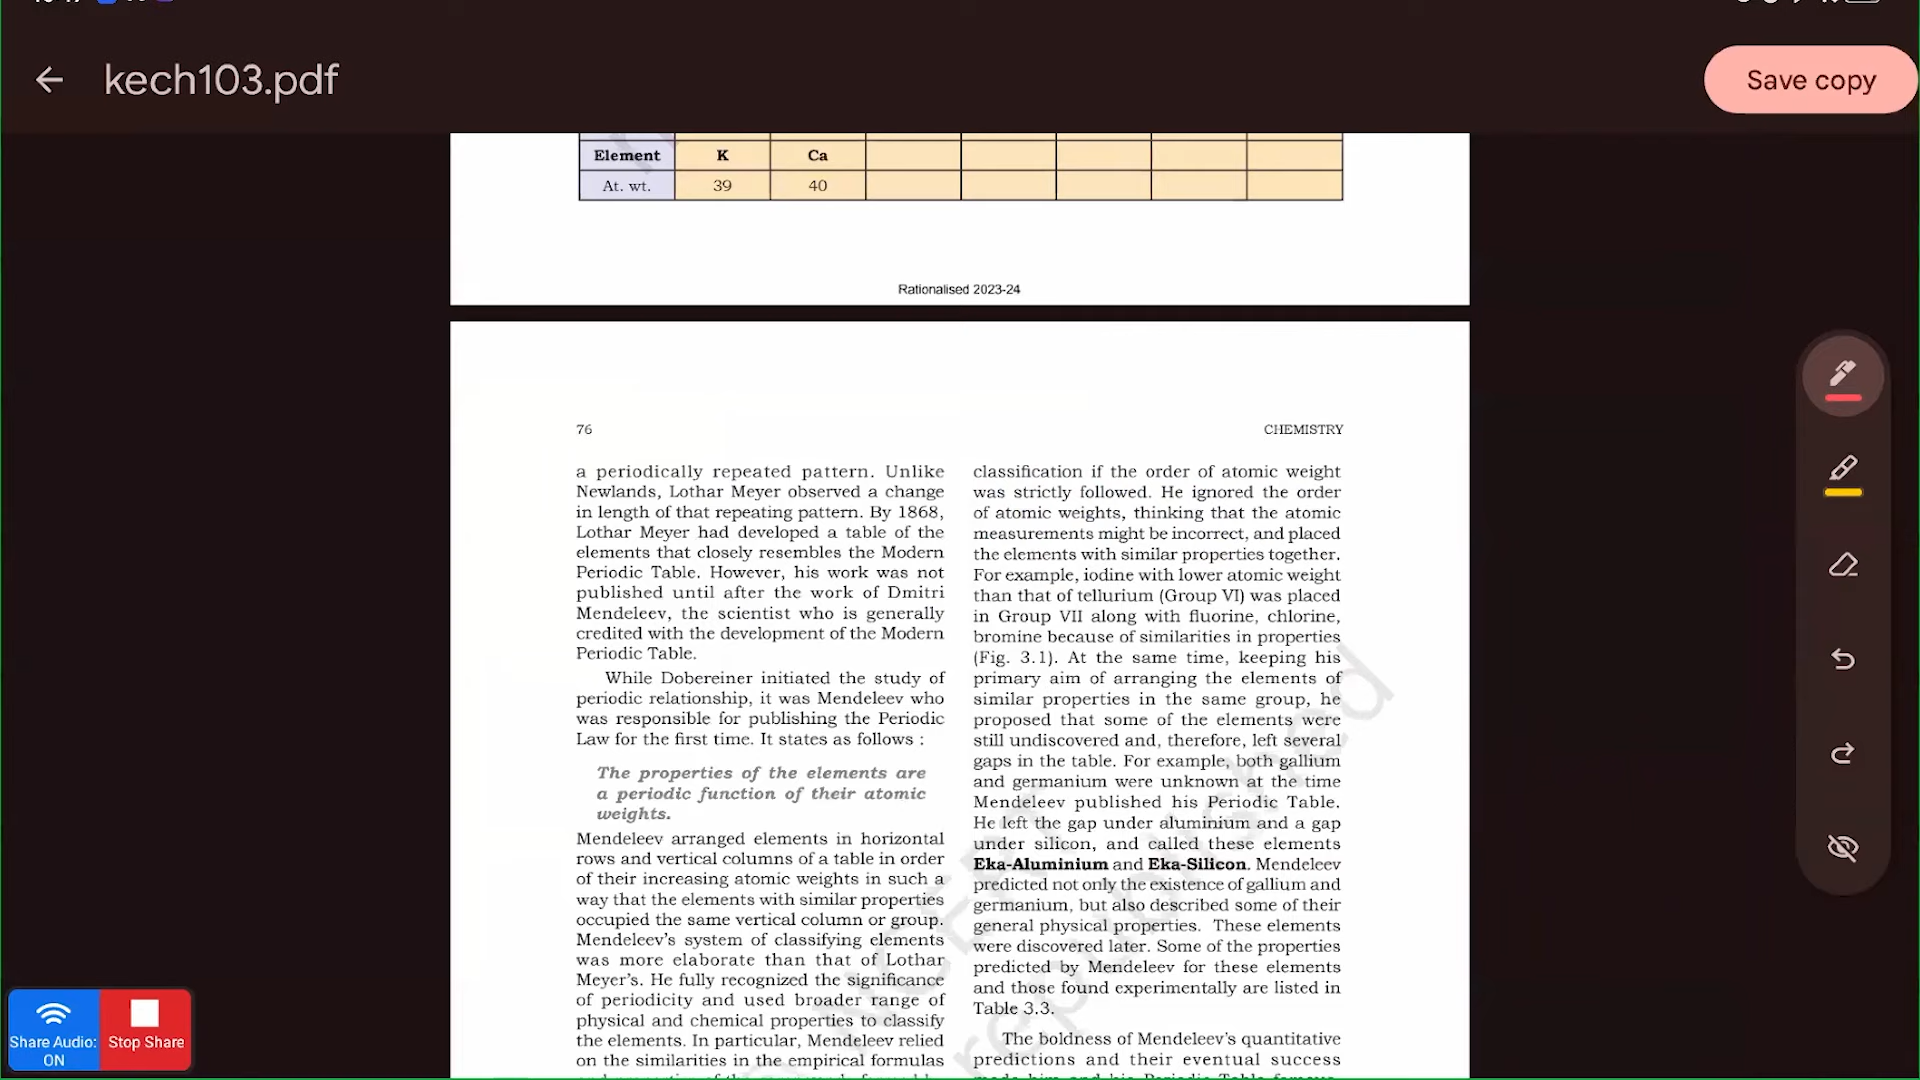 kech103.pdf
Save copy
Element K Ca
At. wt. 39 40
Rationalised 2023-24
76
CHEMISTRY
a periodically repeated pattern. Unlike
Newlands, Lothar Meyer observed a change
in length of that repeating pattern. By 1868,
Lothar Meyer had developed a table of the
elements that closely resembles the Modern
Periodic Table. However, his work was not
published until after the work of Dmitri
Mendeleev, the scientist who is generally
credited with the development of the Modern
Periodic Table.
While Dobereiner initiated the study of
periodic relationship, it was Mendeleev who
was responsible for publishing the Periodic
Law for the first time. It states as follows :
The properties of the elements are
a periodic function of their atomic
weights.
Mendeleev arranged elements in horizontal
rows and vertical columns of a table in order
of their increasing atomic weights in such a
way that the elements with similar properties
occupied the same vertical column or group.
Mendeleev's system of classifying elements
was more elaborate than that of Lothar
Meyer's. He fully recognized the significance
of periodicity and used broader range of
physical and chemical properties to classify
the elements. In particular, Mendeleev relied
on the similarities in the empirical formulas
classification if the order of atomic weight
was strictly followed. He ignored the order
of atomic weights, thinking that the atomic
measurements might be incorrect, and placed
the elements with similar properties together.
For example, iodine with lower atomic weight
than that of tellurium (Group VI) was placed
in Group VII along with fluorine, chlorine,
bromine because of similarities in properties
(Fig. 3.1). At the same time, keeping his
primary aim of arranging the elements of
similar properties in the same group, he
proposed that some of the elements were
still undiscovered and, therefore, left several
gaps in the table. For example, both gallium
and germanium were unknown at the time
Mendeleev published his Periodic Table.
He left the gap under aluminium and a gap
under silicon, and called these elements
Eka-Aluminium and Eka-Silicon. Mendeleev
predicted not only the existence of gallium and
germanium, but also described some of their
general physical properties. These elements
were discovered later. Some of the properties
predicted by Mendeleev for these elements
and those found experimentally are listed in
Table 3.3.
The boldness of Mendeleev's quantitative
predictions and their eventual success
NCERT
republished
Share Audio:
ON
Stop Share